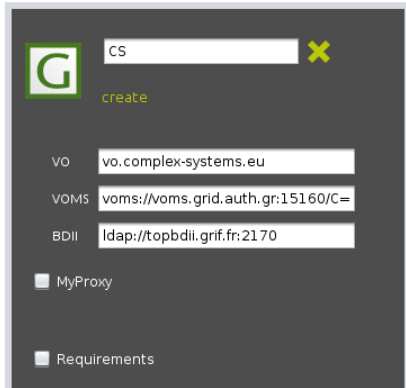 G CS
create
VO vo.complex-systems.eu
VOMS voms://voms.grid.auth.gr:15160/C=
BDII ldap://topbdii.grif.fr:2170
MyProxy
Requirements